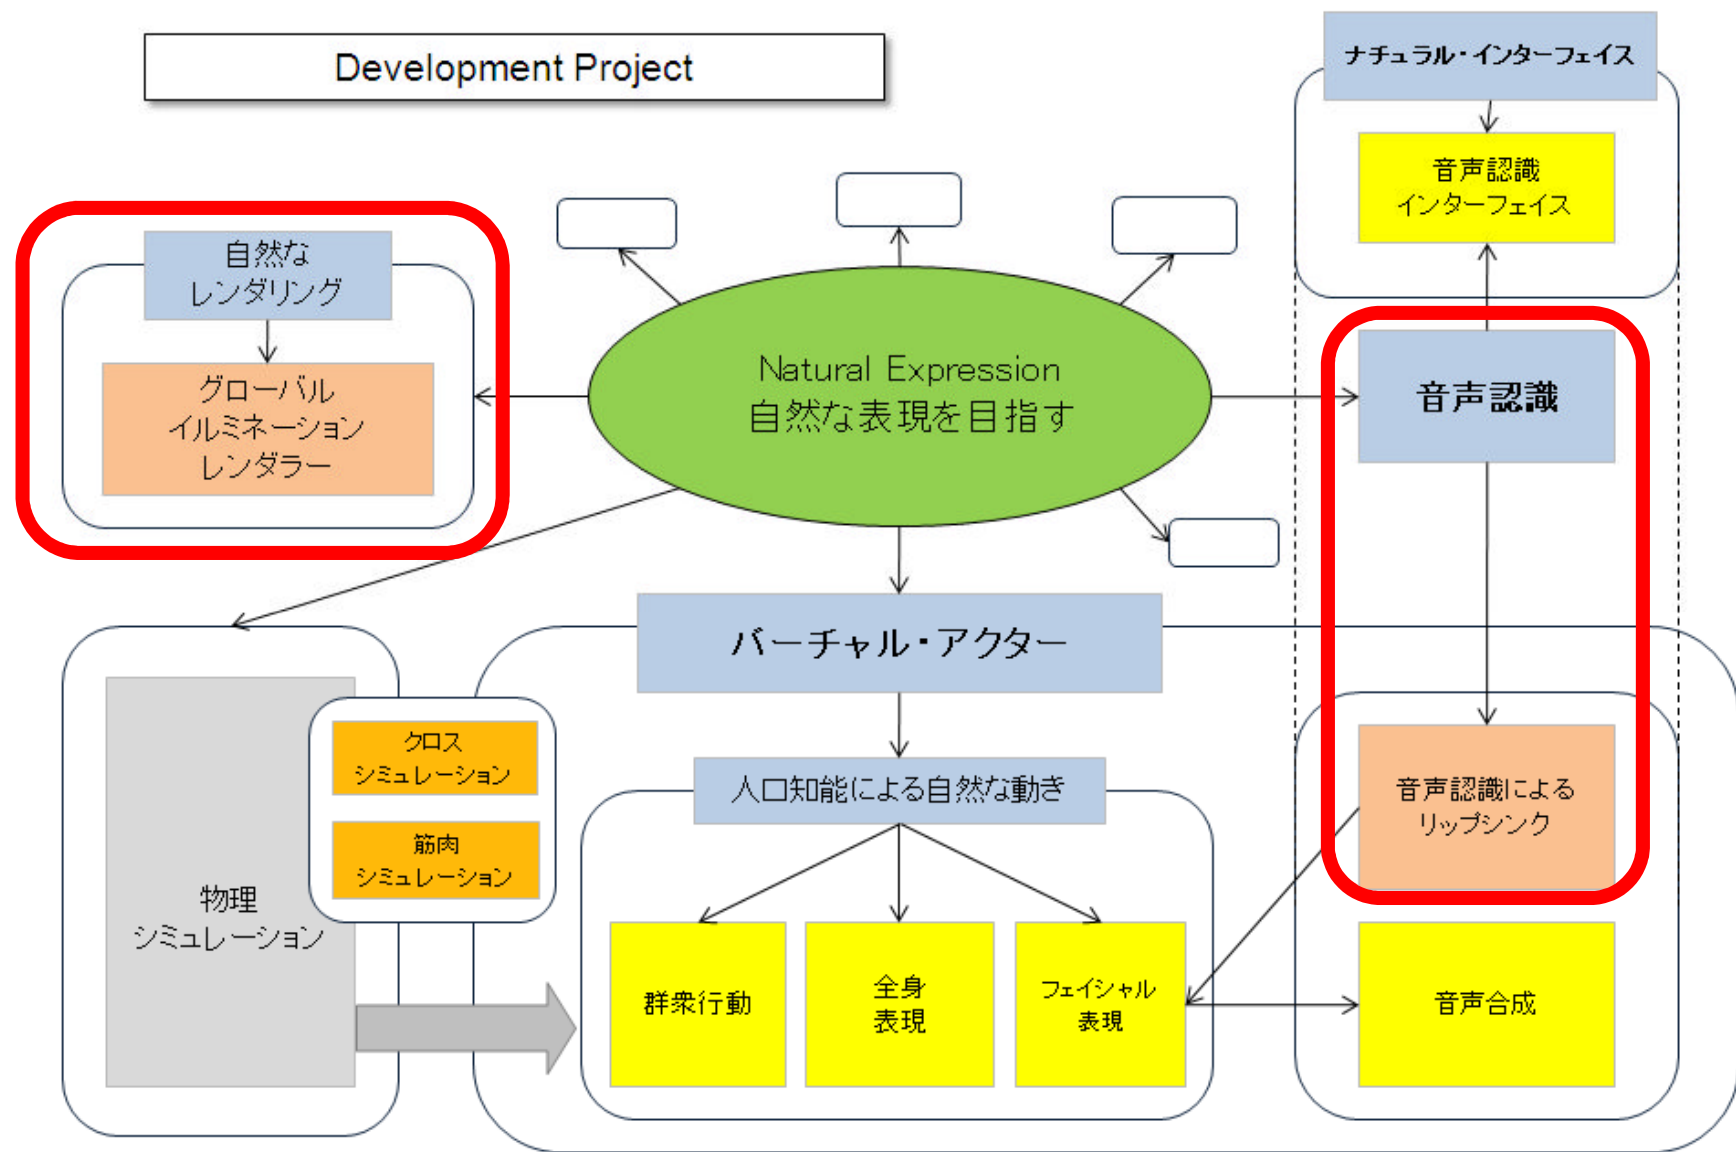 Development Project
ナチュラル・インターフェイス
音声認識
インターフェイス
自然な
レンダリング
グローバル
イルミネーション
レンダラー
Natural Expression
自然な表現を目指す
音声認識
バーチャル・アクター
クロス
シミュレーション
筋肉
シミュレーション
物理
シミュレーション
人口知能による自然な動き
音声認識による
リップシンク
群衆行動
全身
表現
フェイシャル
表現
音声合成